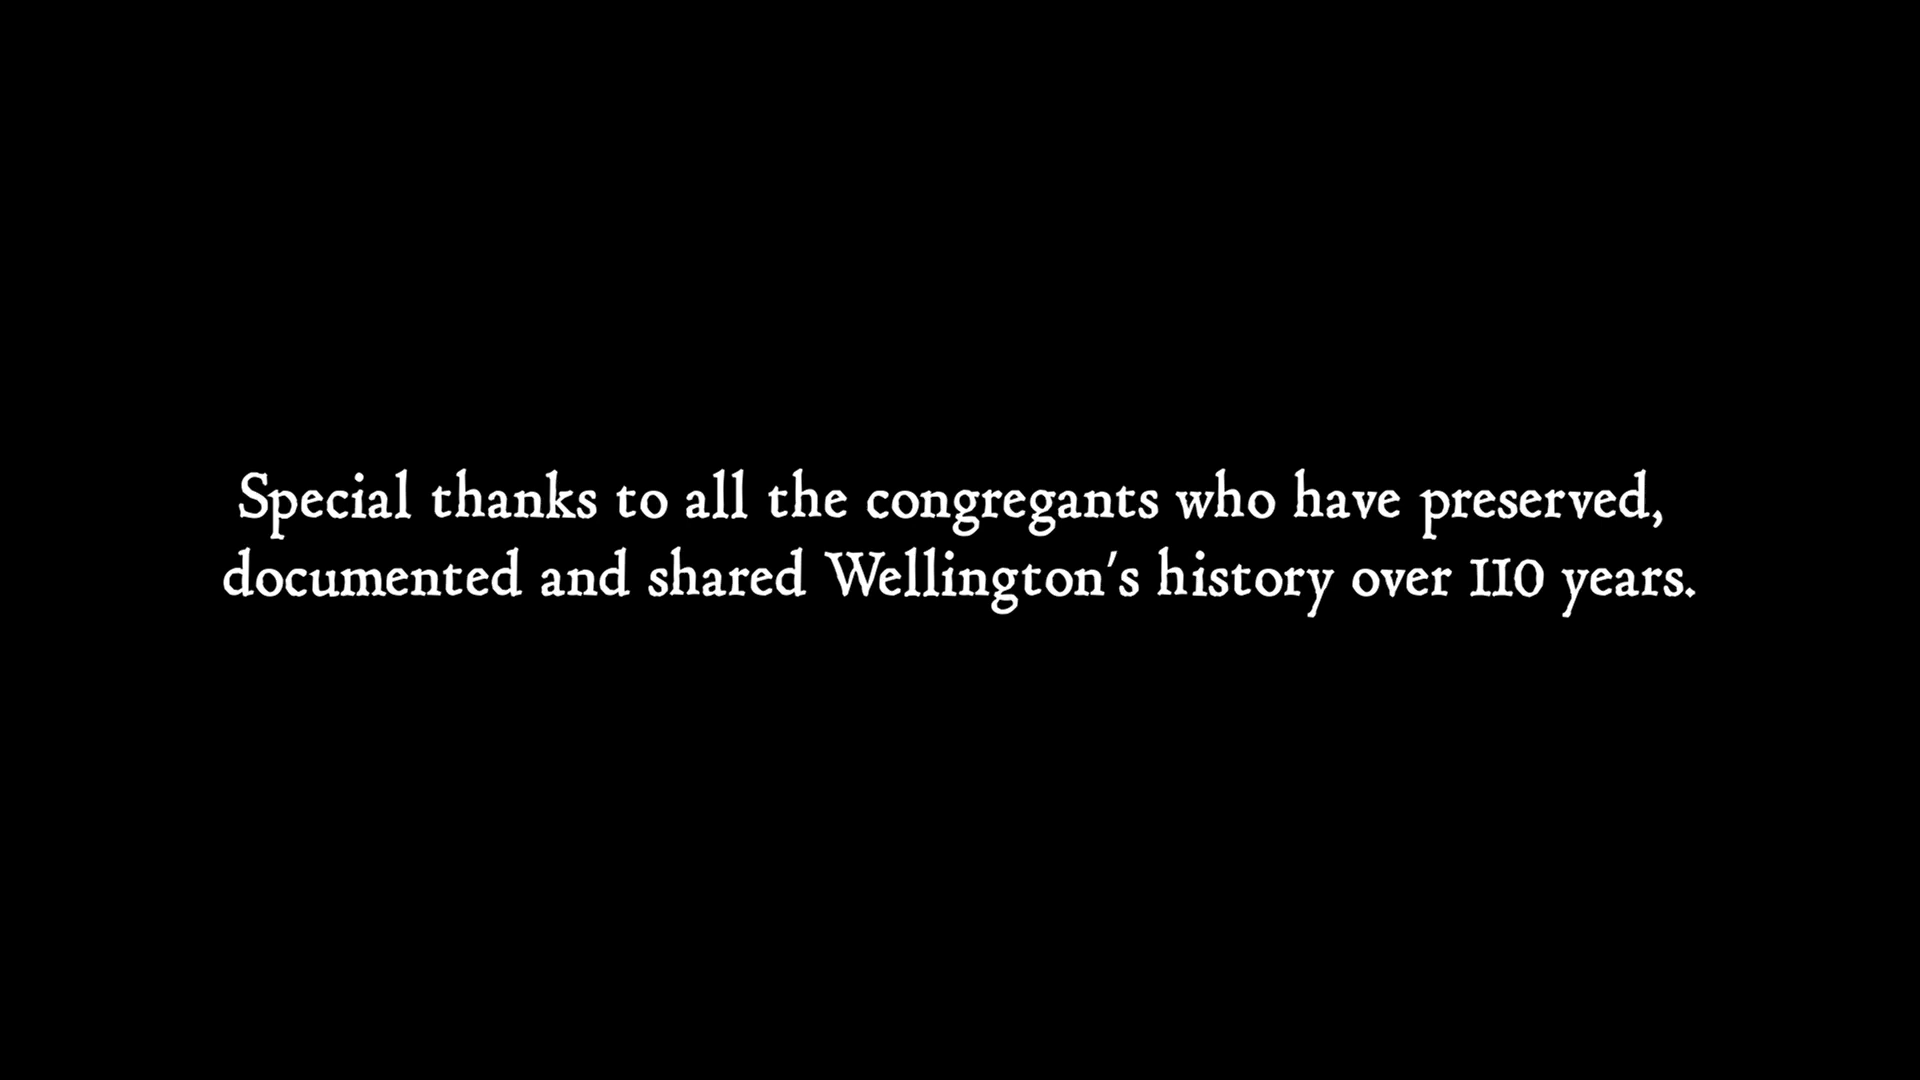 Special thanks to all the congregants who have preserved,
documented and shared Wellington's history over 110 years.